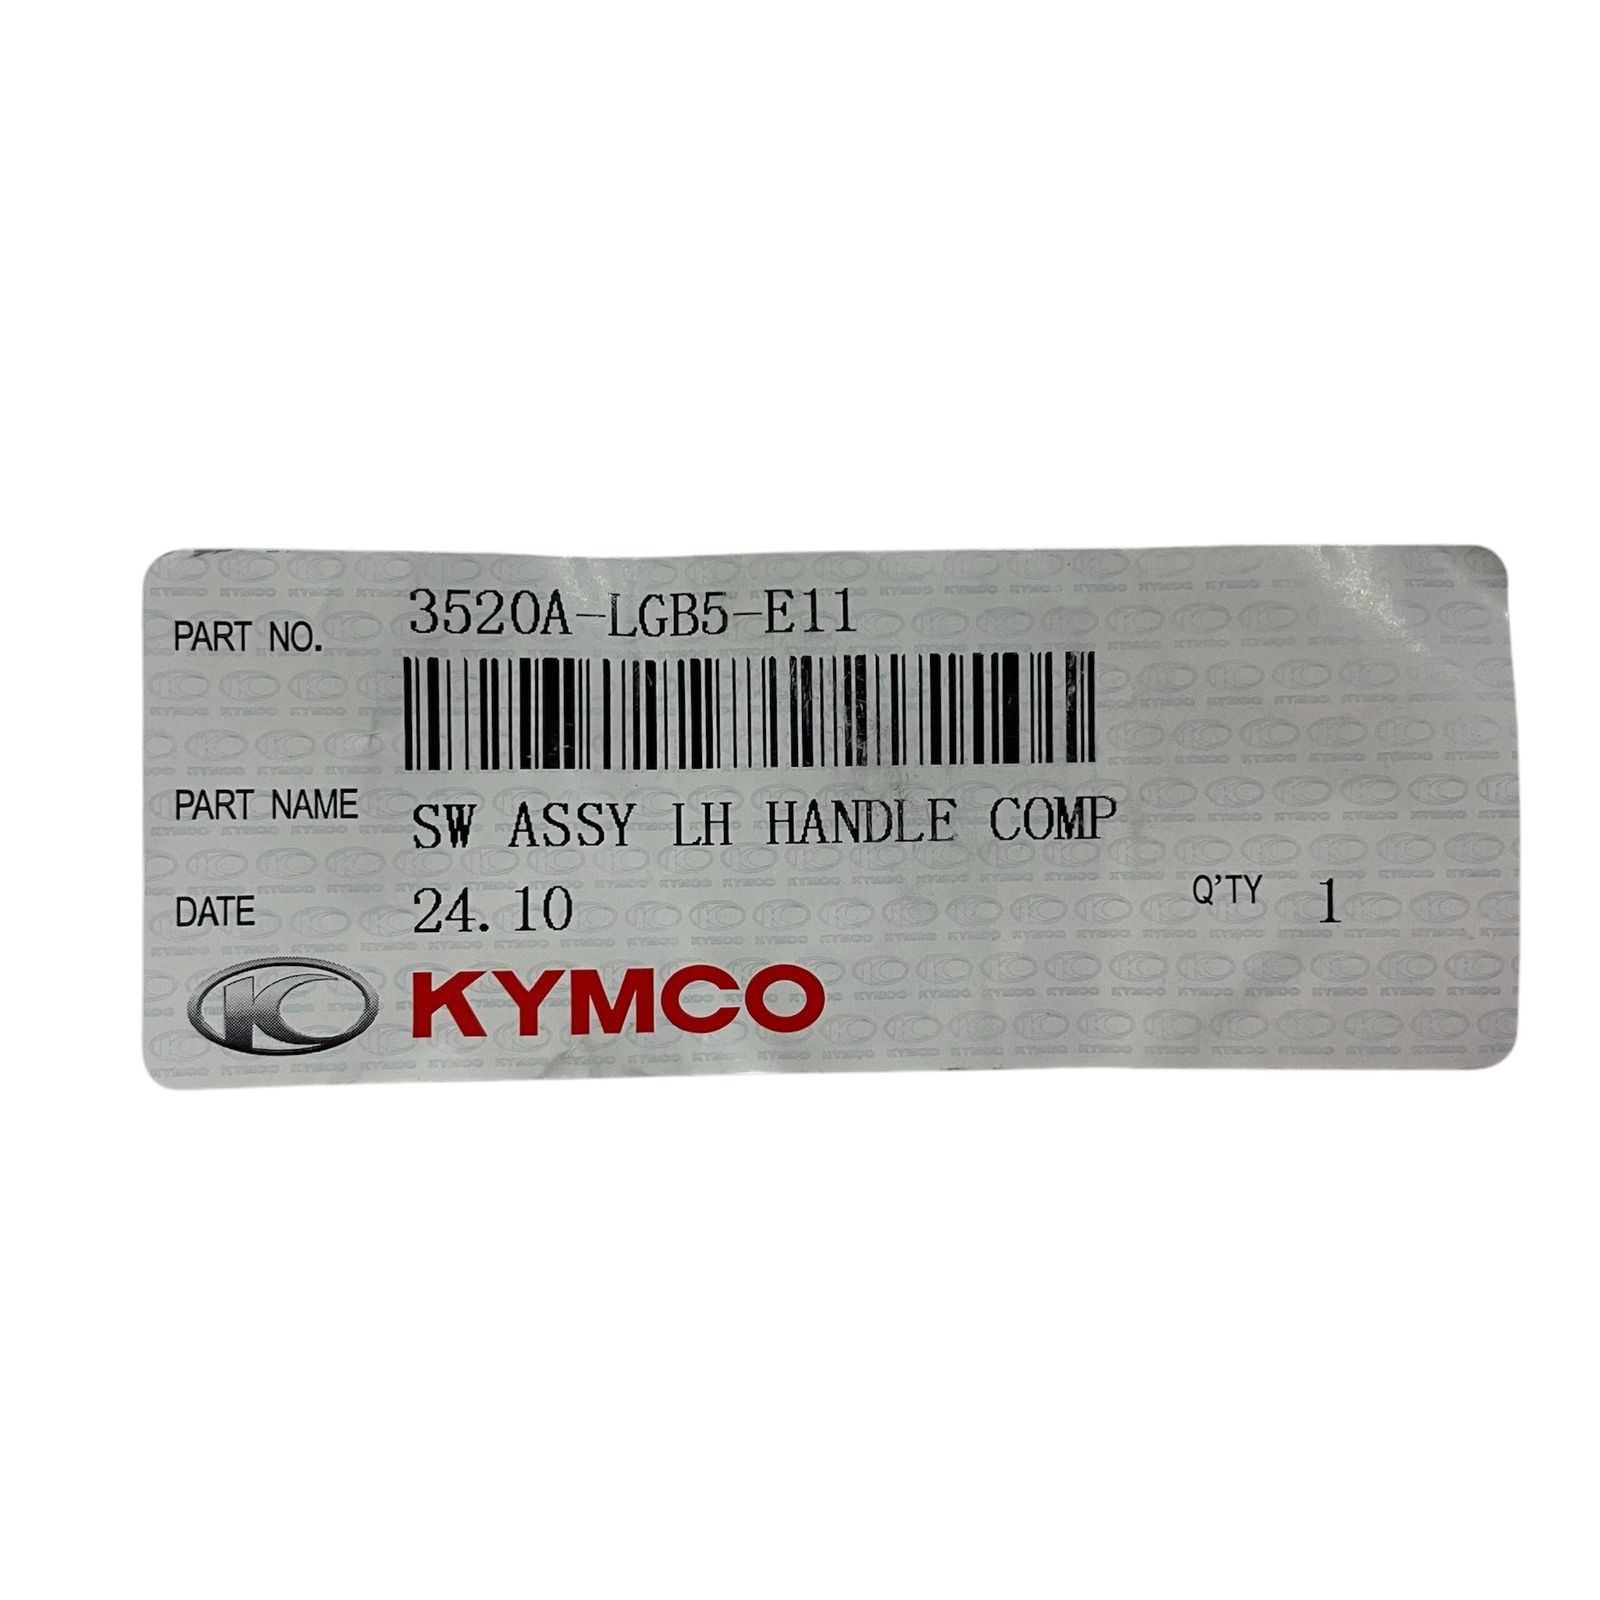 PART NO. 3520A-LGB5-E11
PART NAME SW ASSY LH HANDLE COMP
DATE 24.10 Q'TY 1
KYMCO